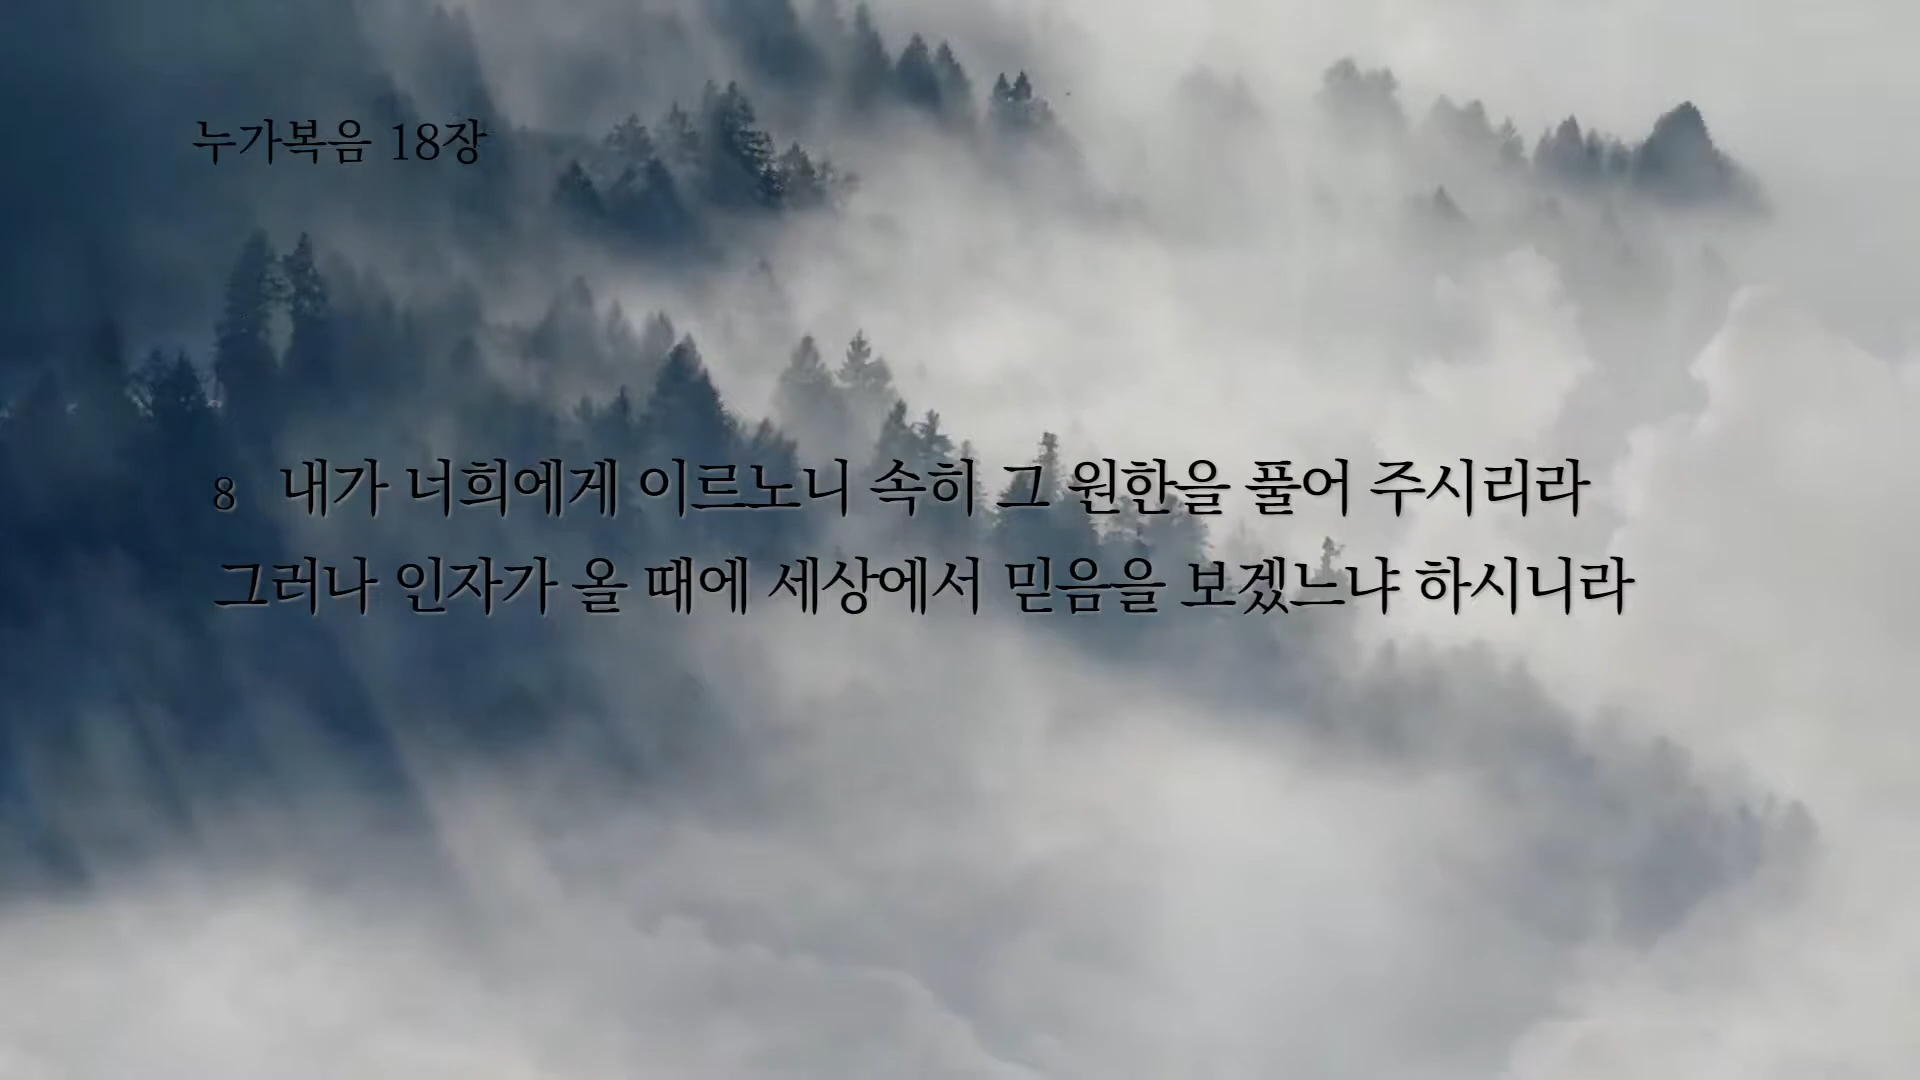 누가복음 18장
8 내가 너희에게 이르노니 속히 그 원한을 풀어 주시리라
그러나 인자가 올 때에 세상에서 믿음을 보겠느냐 하시니라